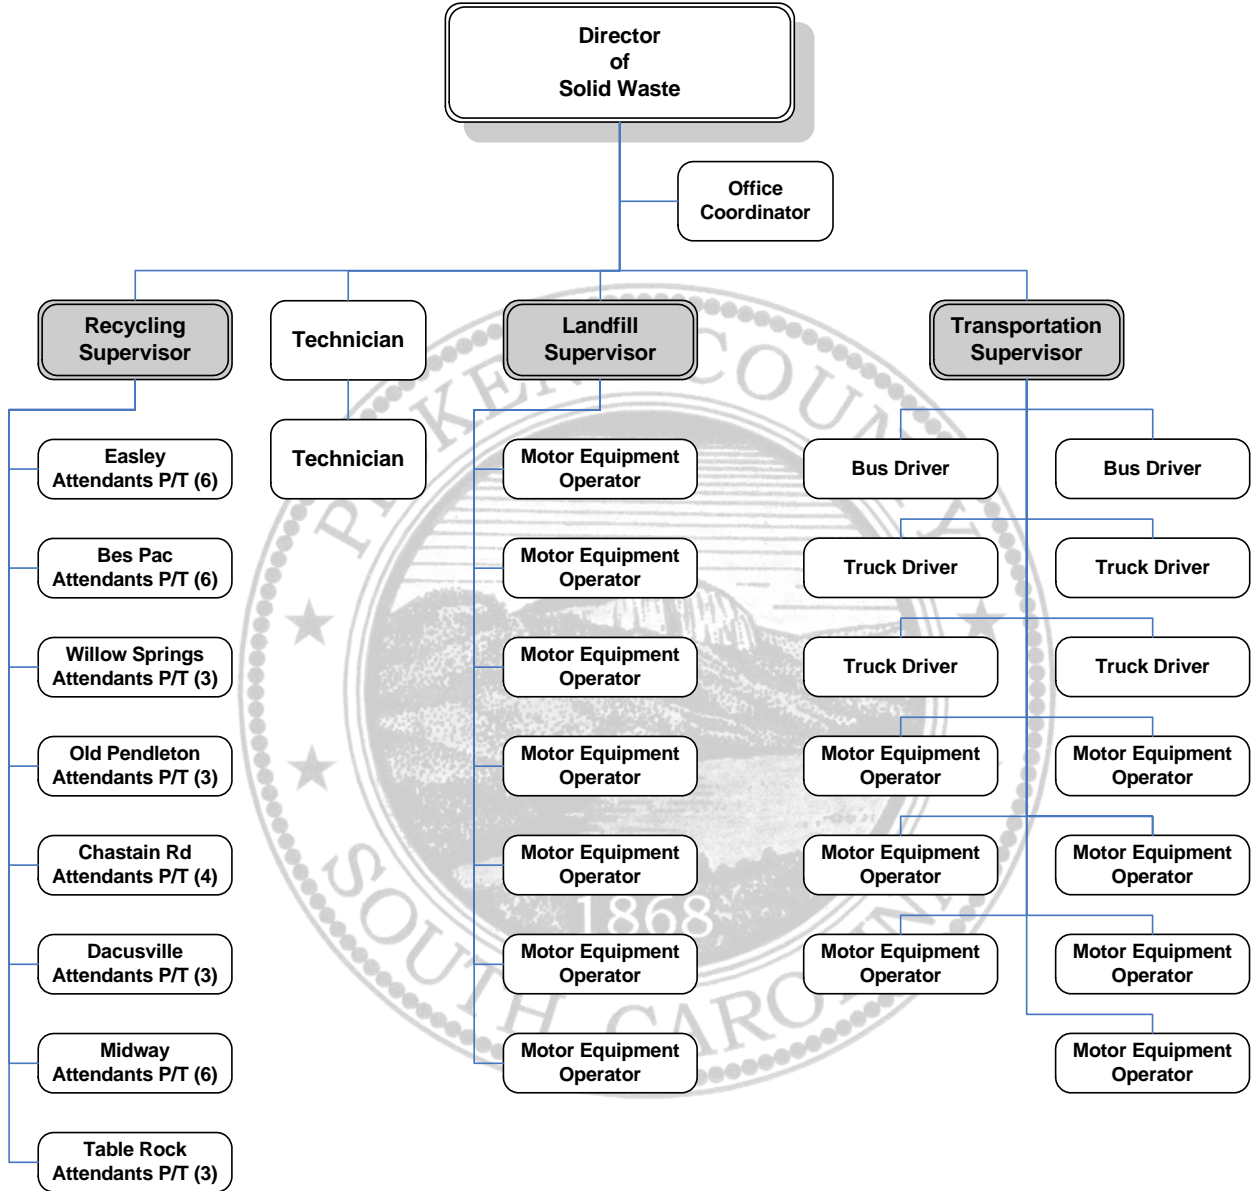 Director
of
Solid Waste
Office
Coordinator
Recycling
Supervisor
Technician
Landfill
Supervisor
Transportation
Supervisor
Easley
Attendants P/T (6)
Bes Pac
Attendants P/T (6)
Willow Springs
Attendants P/T (3)
Old Pendleton
Attendants P/T (3)
Chastain Rd
Attendants P/T (4)
Dacusville
Attendants P/T (3)
Midway
Attendants P/T (6)
Table Rock
Attendants P/T (3)
Technician
Motor Equipment
Operator
Motor Equipment
Operator
Motor Equipment
Operator
Motor Equipment
Operator
Motor Equipment
Operator
Motor Equipment
Operator
Motor Equipment
Operator
Bus Driver
Bus Driver
Truck Driver
Truck Driver
Truck Driver
Truck Driver
Motor Equipment
Operator
Motor Equipment
Operator
Motor Equipment
Operator
Motor Equipment
Operator
Motor Equipment
Operator
Motor Equipment
Operator
Motor Equipment
Operator
COUNTY
SOUTH CAROLINA
1868